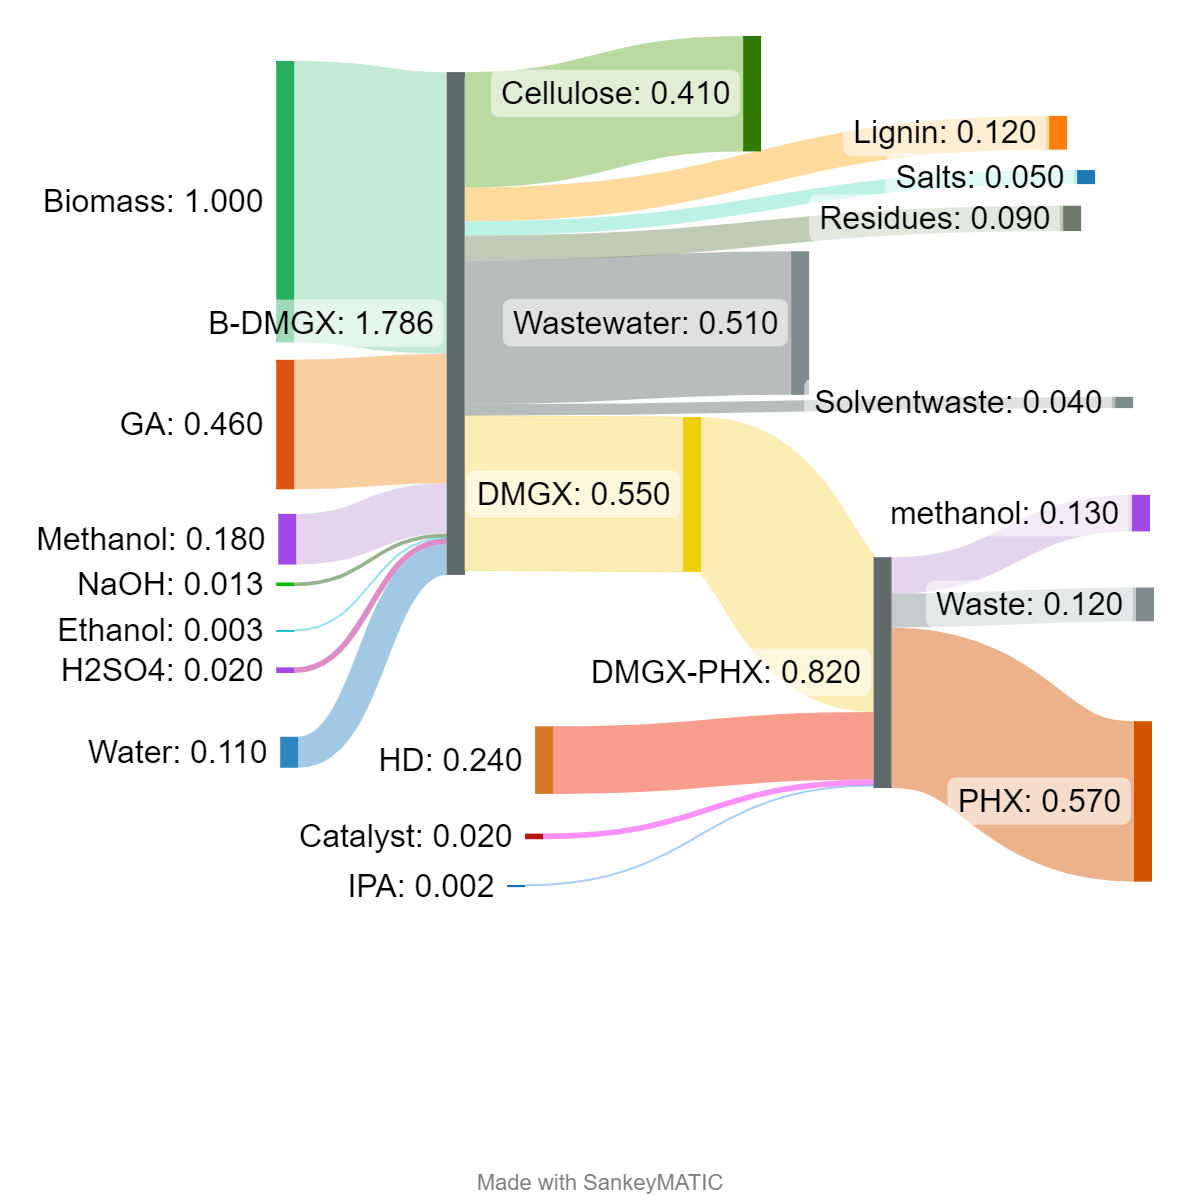 Cellulose: 0.410
Lignin: 0.120
Salts: 0.050
Biomass: 1.000
Residues: 0.090
B-DMGX: 1.786
Wastewater: 0.510
Solventwaste: 0.040
GA: 0.460
DMGX: 0.550
methanol: 0.130
Methanol: 0.180
NaOH: 0.013
Waste: 0.120
Ethanol: 0.003
H2SO4: 0.020
DMGX-PHX: 0.820
Water: 0.110
HD: 0.240
PHX: 0.570
Catalyst: 0.020
IPA: 0.002
Made with SankeyMATIC